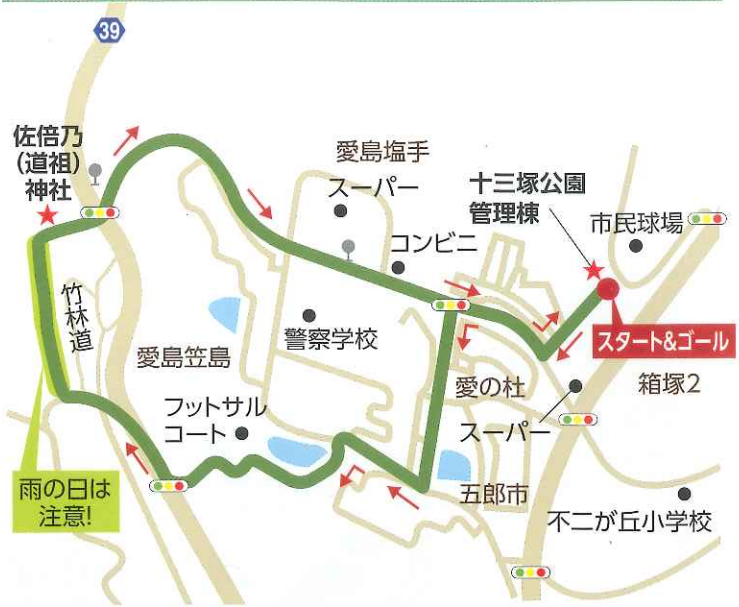 39
佐倍乃
(道祖)
神社
愛島塩手
スーパー
十三塚公園
管理棟
市民球場
コンビニ
竹林道
警察学校
スタート&ゴール
愛島笠島
愛の杜
箱塚2
フットサル
コート
スーパー
雨の日は
注意!
五郎市
不二が丘小学校